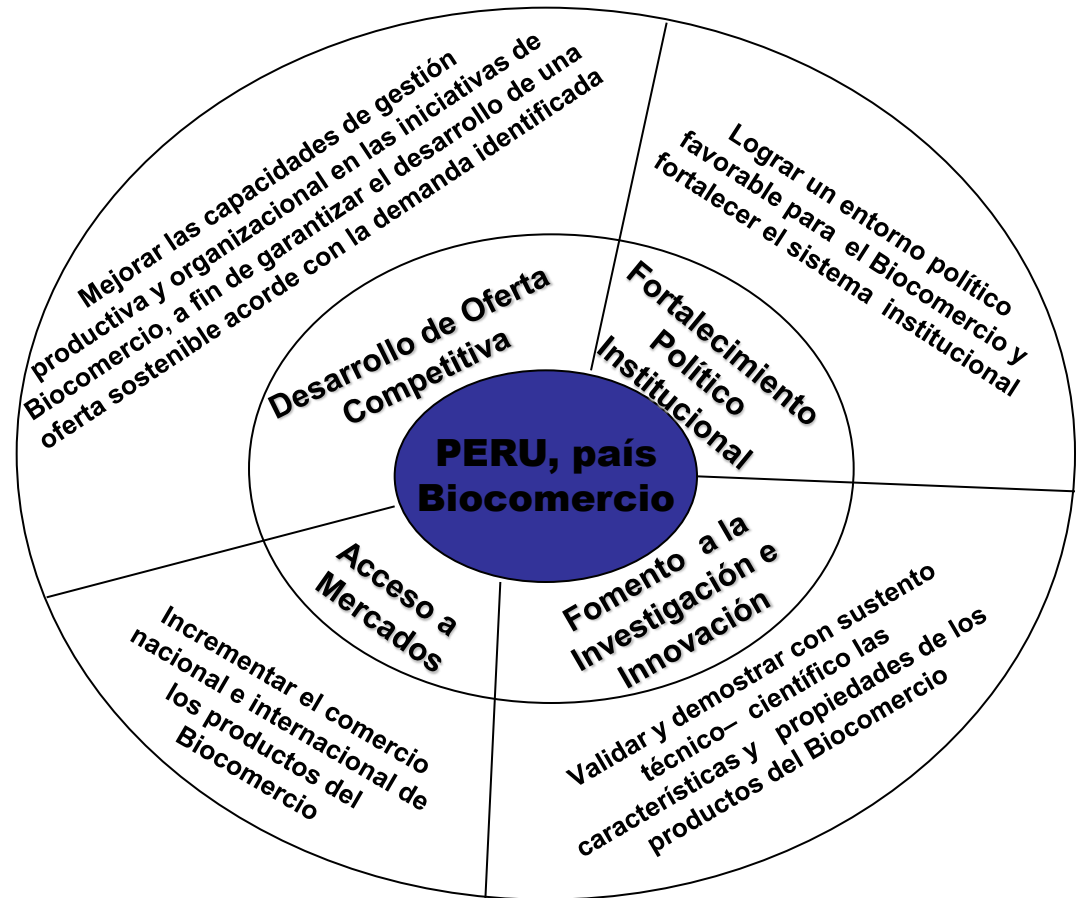 Mejorar las capacidades de gestión
productiva y organizacional en las iniciativas de
Biocomercio, a fin de garantizar el desarrollo de una
oferta sostenible acorde con la demanda identificada
Lograr un entorno político
favorable para el Biocomercio y
fortalecer el sistema institucional
Desarrollo de Oferta
Competitiva
Fortalecimiento
Político
Institucional
PERU, país
Biocomercio
Acceso a
Mercados
Fomento a la
Investigación e
Innovación
Incrementar el comercio
nacional e internacional de
los productos del
Biocomercio
Validar y demostrar con sustento
técnico– científico las
características y propiedades de los
productos del Biocomercio